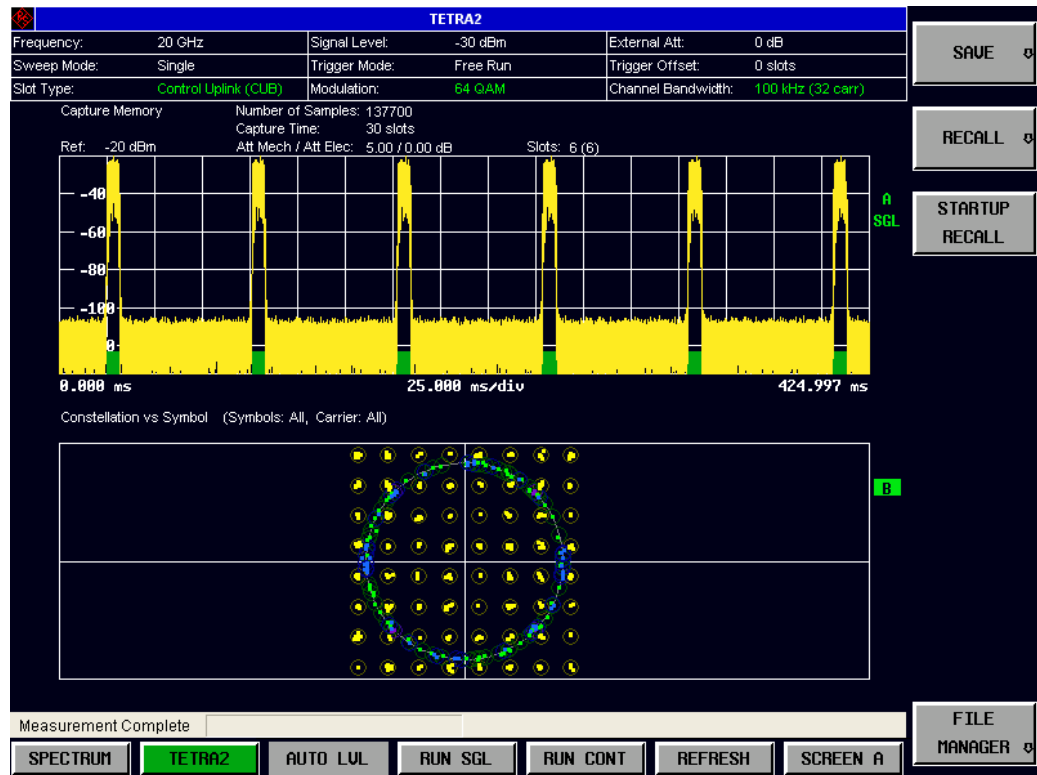 TETRA2
Frequency: 20 GHz Signal Level: -30 dBm External Att: 0 dB
Sweep Mode: Single Trigger Mode: Free Run Trigger Offset: 0 slots
Slot Type: Control Uplink (CUB) Modulation: 64 QAM Channel Bandwidth: 100 kHz (32 carr)
Capture Memory Number of Samples: 137700
Capture Time: 30 slots
Ref: -20 dBm Att Mech / Att Elec: 5.00 / 0.00 dB Slots: 6 (6)
-40
-60
-80
-100
0.000 ms 25.000 ms/div 424.997 ms
A
SGL
Constellation vs Symbol (Symbols: All, Carrier: All)
B
Measurement Complete
SPECTRUM TETRA2 AUTO LVL RUN SGL RUN CONT REFRESH SCREEN A
SAVE
RECALL
STARTUP
RECALL
FILE
MANAGER